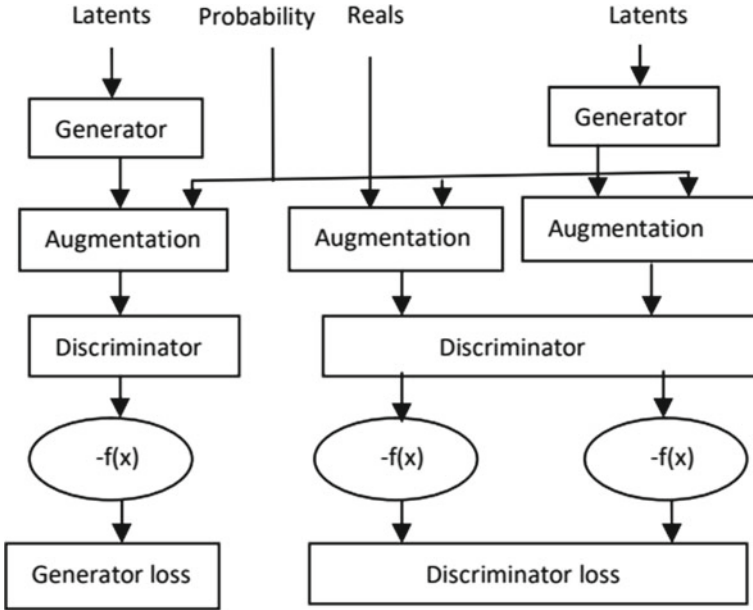 Latents Probability Reals Latents
Generator Generator
Augmentation Augmentation Augmentation
Discriminator Discriminator
-f(x) -f(x) -f(x)
Generator loss Discriminator loss